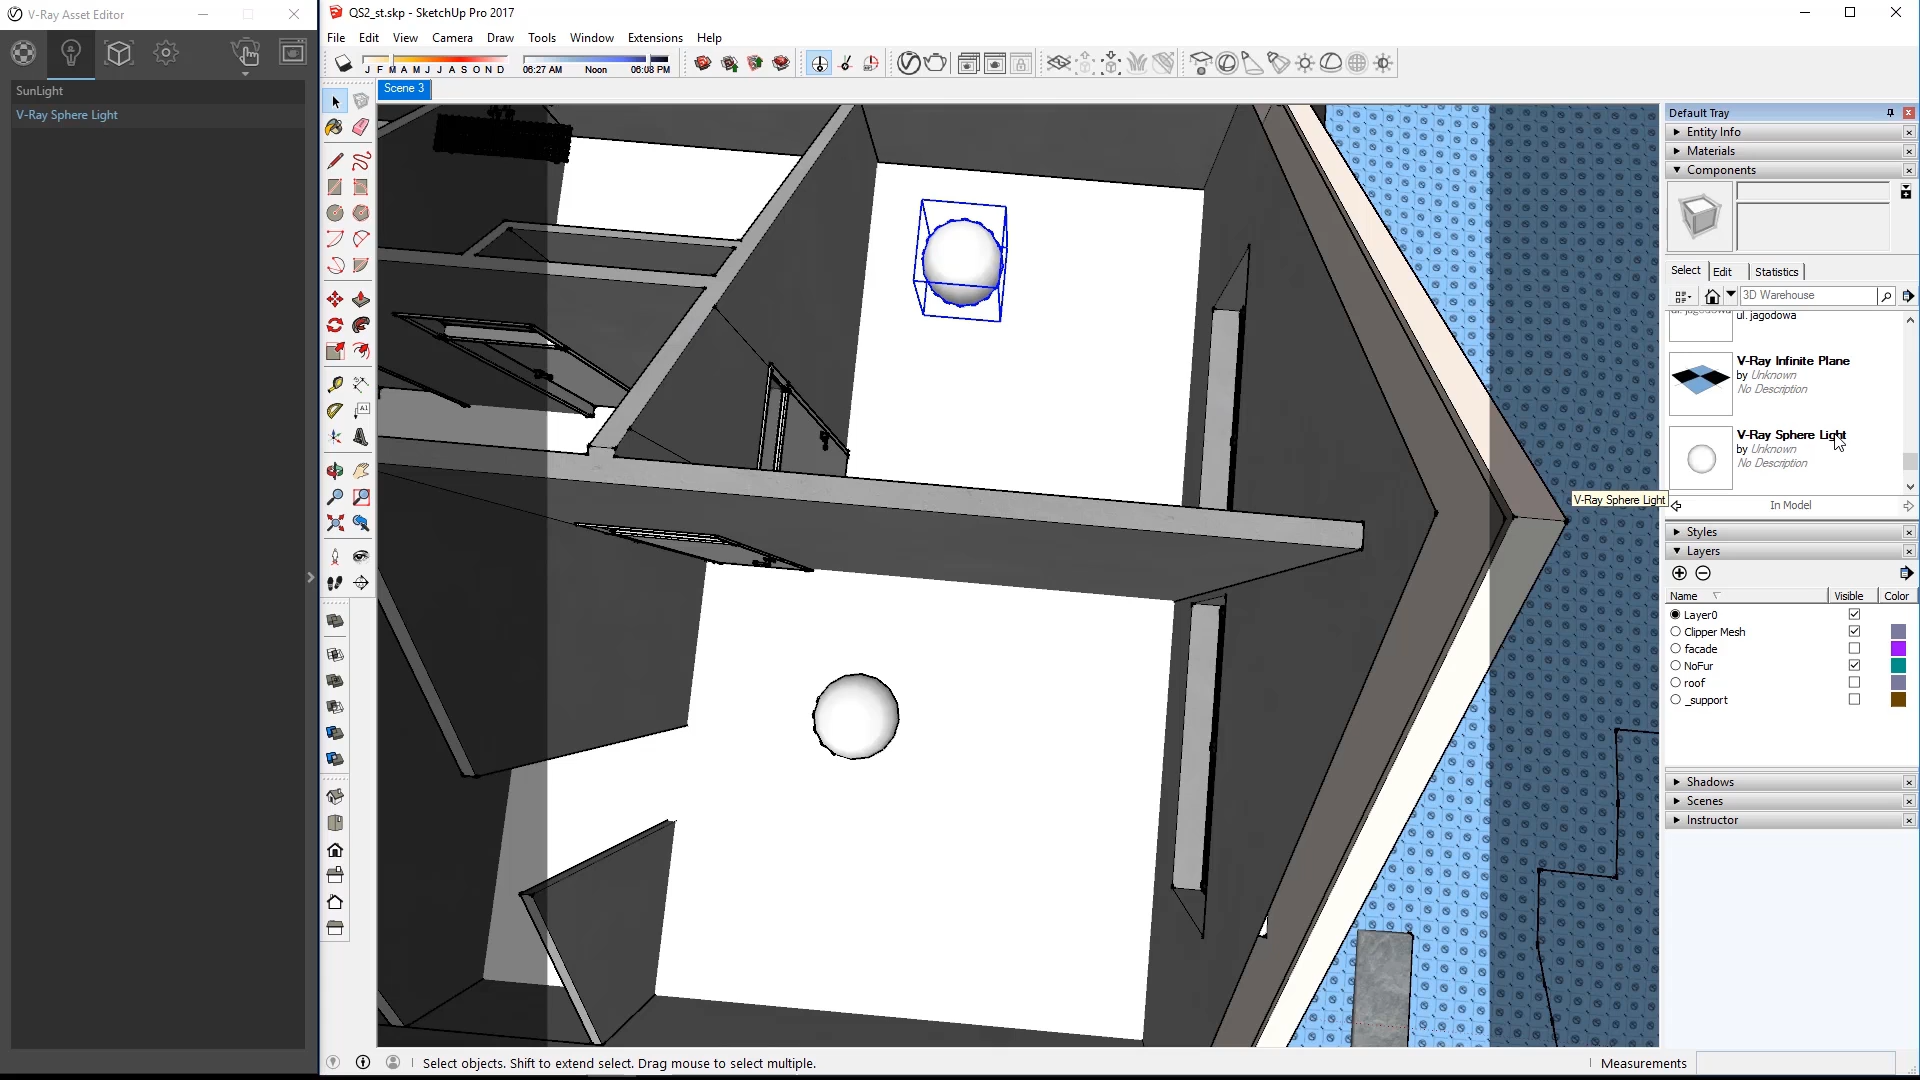 V-Ray Asset Editor
QS2_st.skp - SketchUp Pro 2017
File Edit View Camera Draw Tools Window Extensions Help
J F M A M J J A S O N D
06:27 AM Noon 06:08 PM
SunLight
V-Ray Sphere Light
Scene 3
Default Tray
Entity Info
Materials
Components
Select Edit Statistics
3D Warehouse
ul. jagodowa
V-Ray Infinite Plane
by Unknown
No Description
V-Ray Sphere Light
by Unknown
No Description
V-Ray Sphere Light
In Model
Styles
Layers
Name Visible Color
Layer0
Clipper Mesh
facade
NoFur
roof
_support
Shadows
Scenes
Instructor
Select objects. Shift to extend select. Drag mouse to select multiple.
Measurements